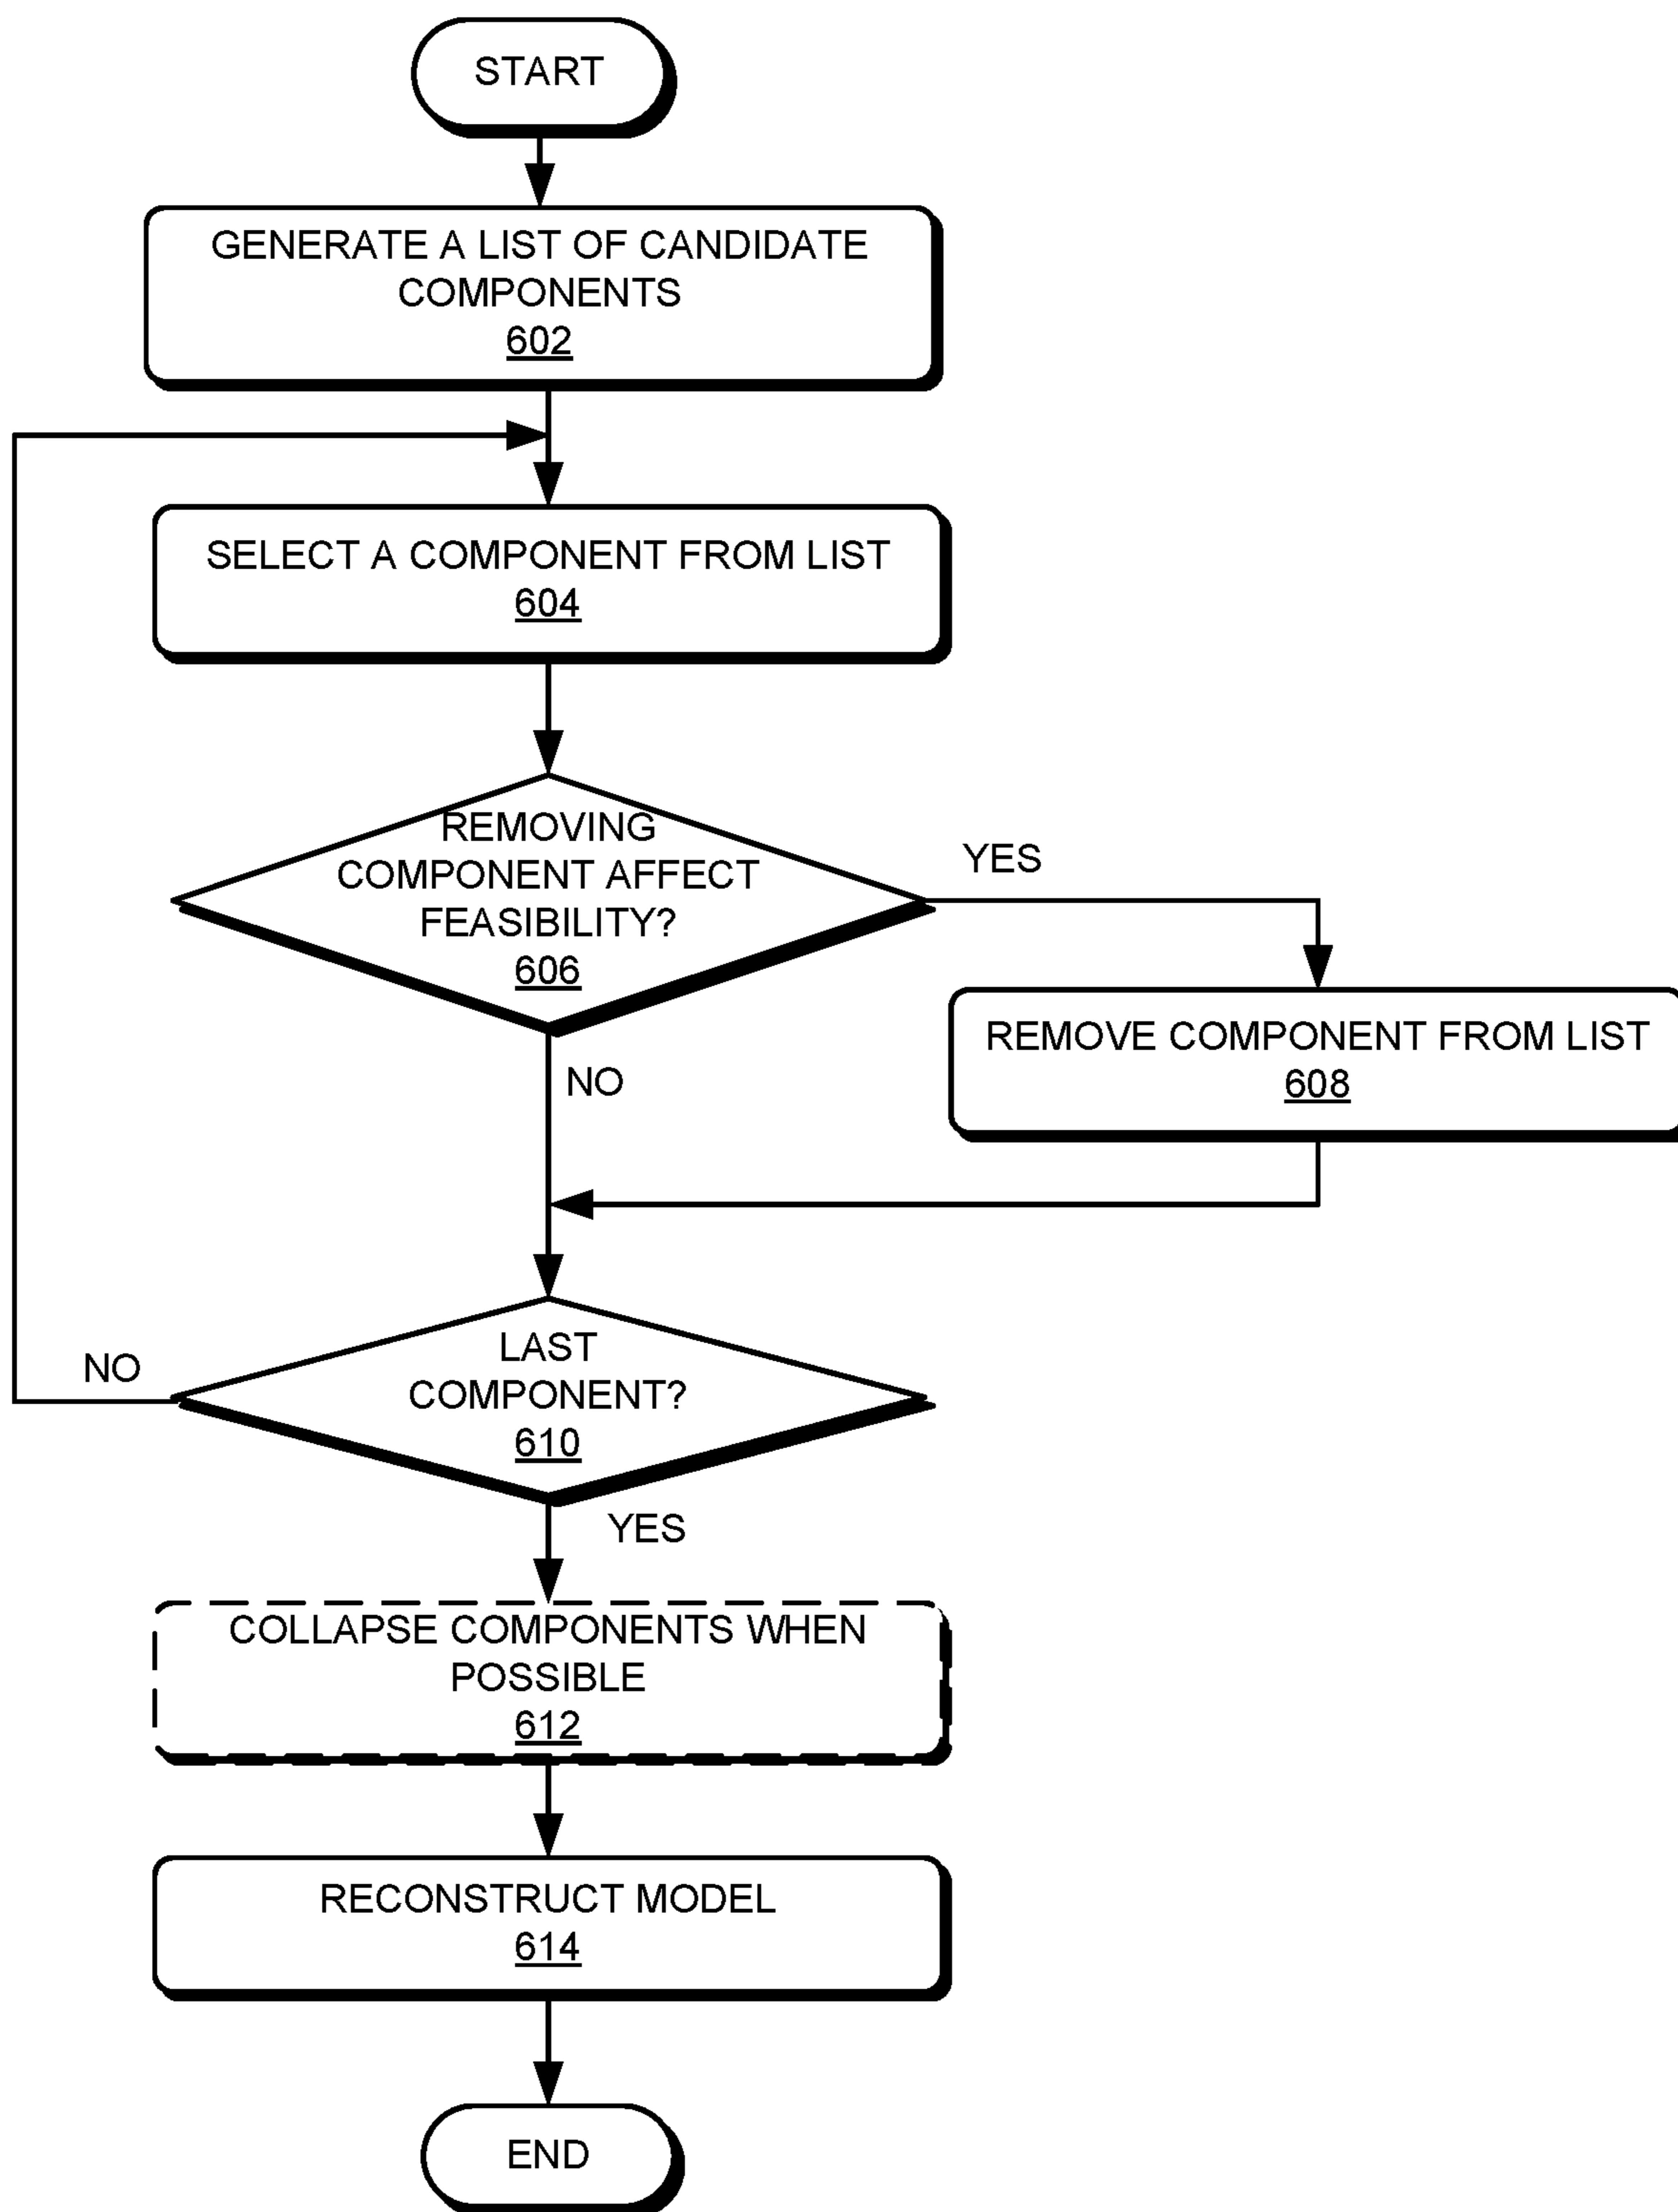 START
GENERATE A LIST OF CANDIDATE
COMPONENTS
602
SELECT A COMPONENT FROM LIST
604
REMOVING
COMPONENT AFFECT
FEASIBILITY?
606
YES
REMOVE COMPONENT FROM LIST
608
NO
LAST
COMPONENT?
610
NO
YES
COLLAPSE COMPONENTS WHEN
POSSIBLE
612
RECONSTRUCT MODEL
614
END